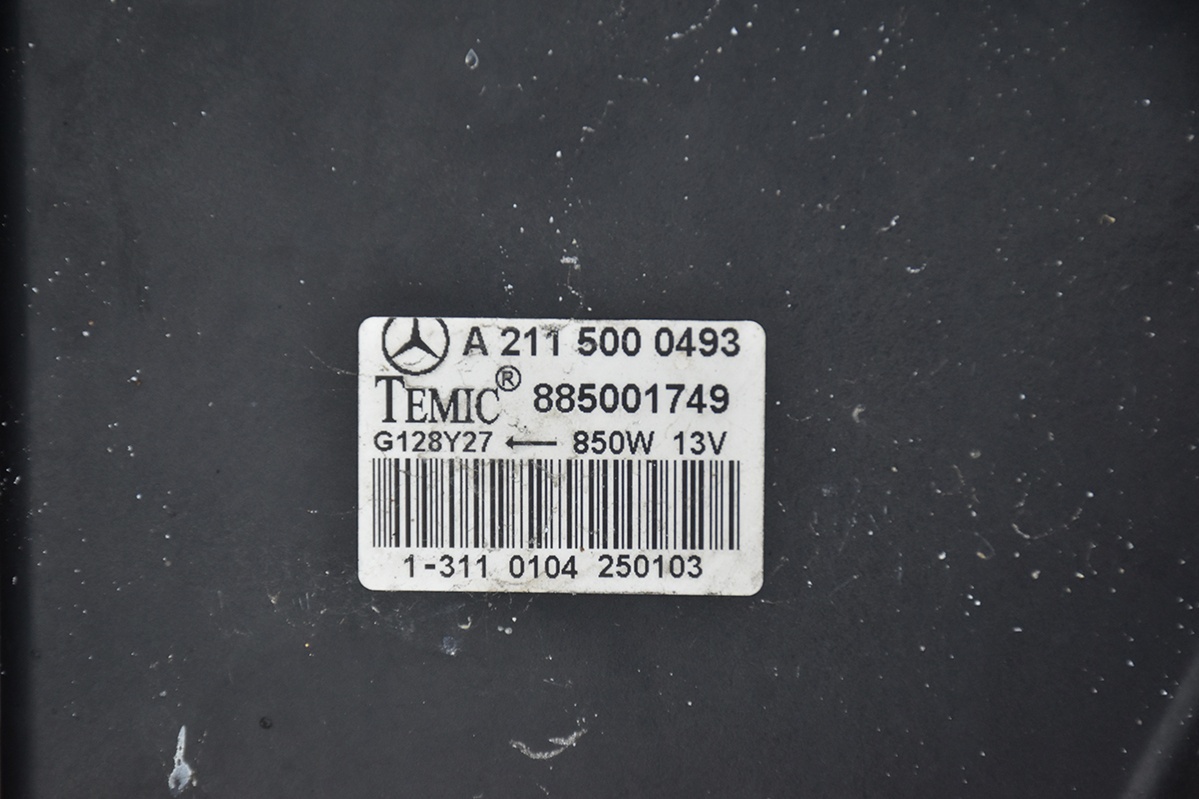 A 211 500 0493
TEMIC® 885001749
G128Y27 ← 850W 13V
1-311 0104 250103